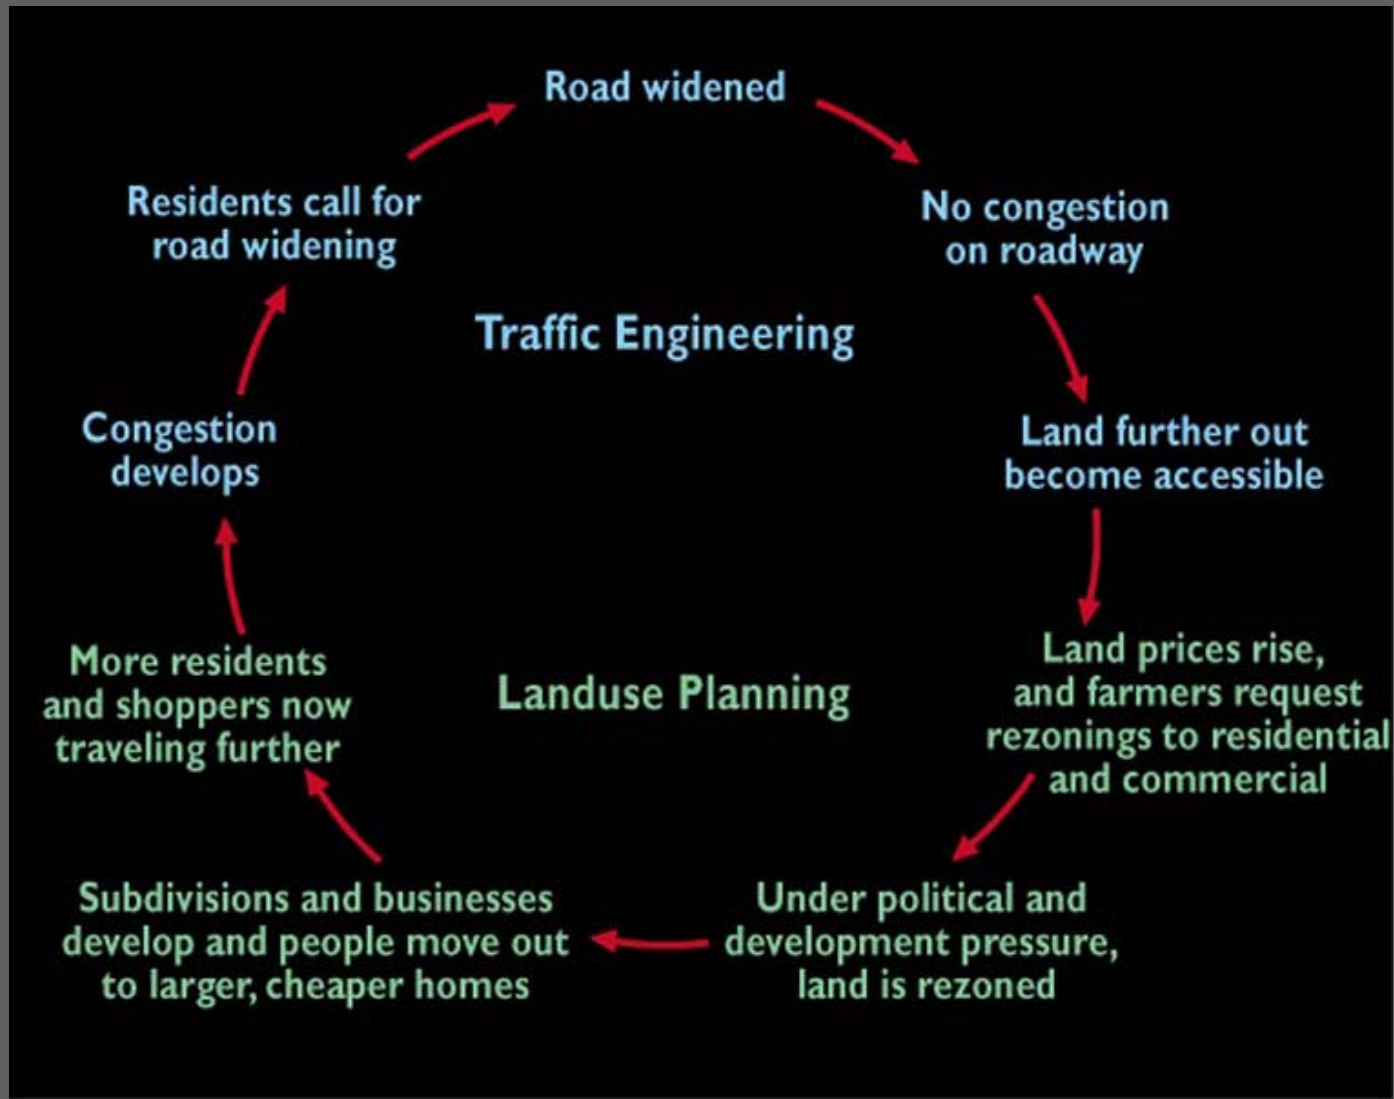 Road widened
No congestion
on roadway
Land further out
become accessible
Land prices rise,
and farmers request
rezonings to residential
and commercial
Under political and
development pressure,
land is rezoned
Subdivisions and businesses
develop and people move out
to larger, cheaper homes
More residents
and shoppers now
traveling further
Congestion
develops
Residents call for
road widening
Traffic Engineering
Landuse Planning